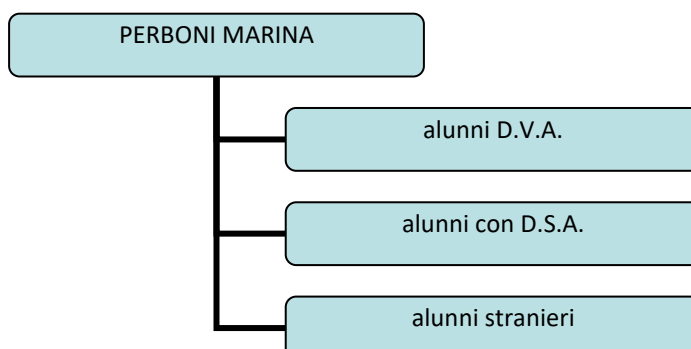 PERBONI MARINA
alunni D.V.A.
alunni con D.S.A.
alunni stranieri